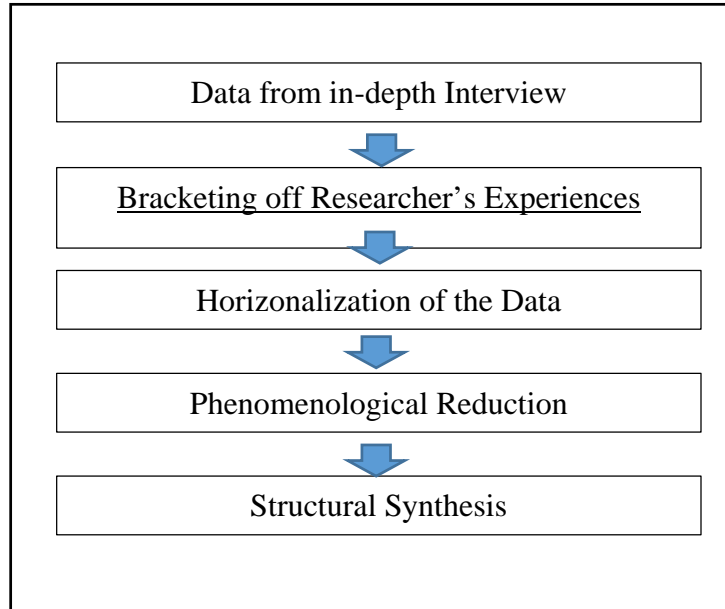 Data from in-depth Interview
Bracketing off Researcher’s Experiences
Horizonalization of the Data
Phenomenological Reduction
Structural Synthesis